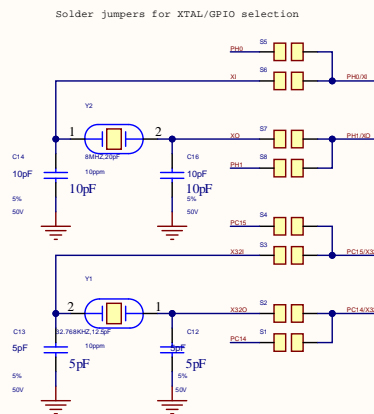 Solder jumpers for XTAL/GPIO selection
S5
PH0
S6
XI
PH0/XI
Y2
1
2
S7
XO
PH1/XO
C14
8MHZ,20pF
C16
S8
PH1
10pF
10ppm
10pF
10pF
10pF
5%
5%
50V
50V
S4
PC15
S3
X32I
PC15/X32
Y1
2
1
S2
X32O
PC14/X32
C13
32.768KHZ,12.5pF
C12
S1
PC14
5pF
10ppm
5pF
5pF
5pF
5%
5%
50V
50V